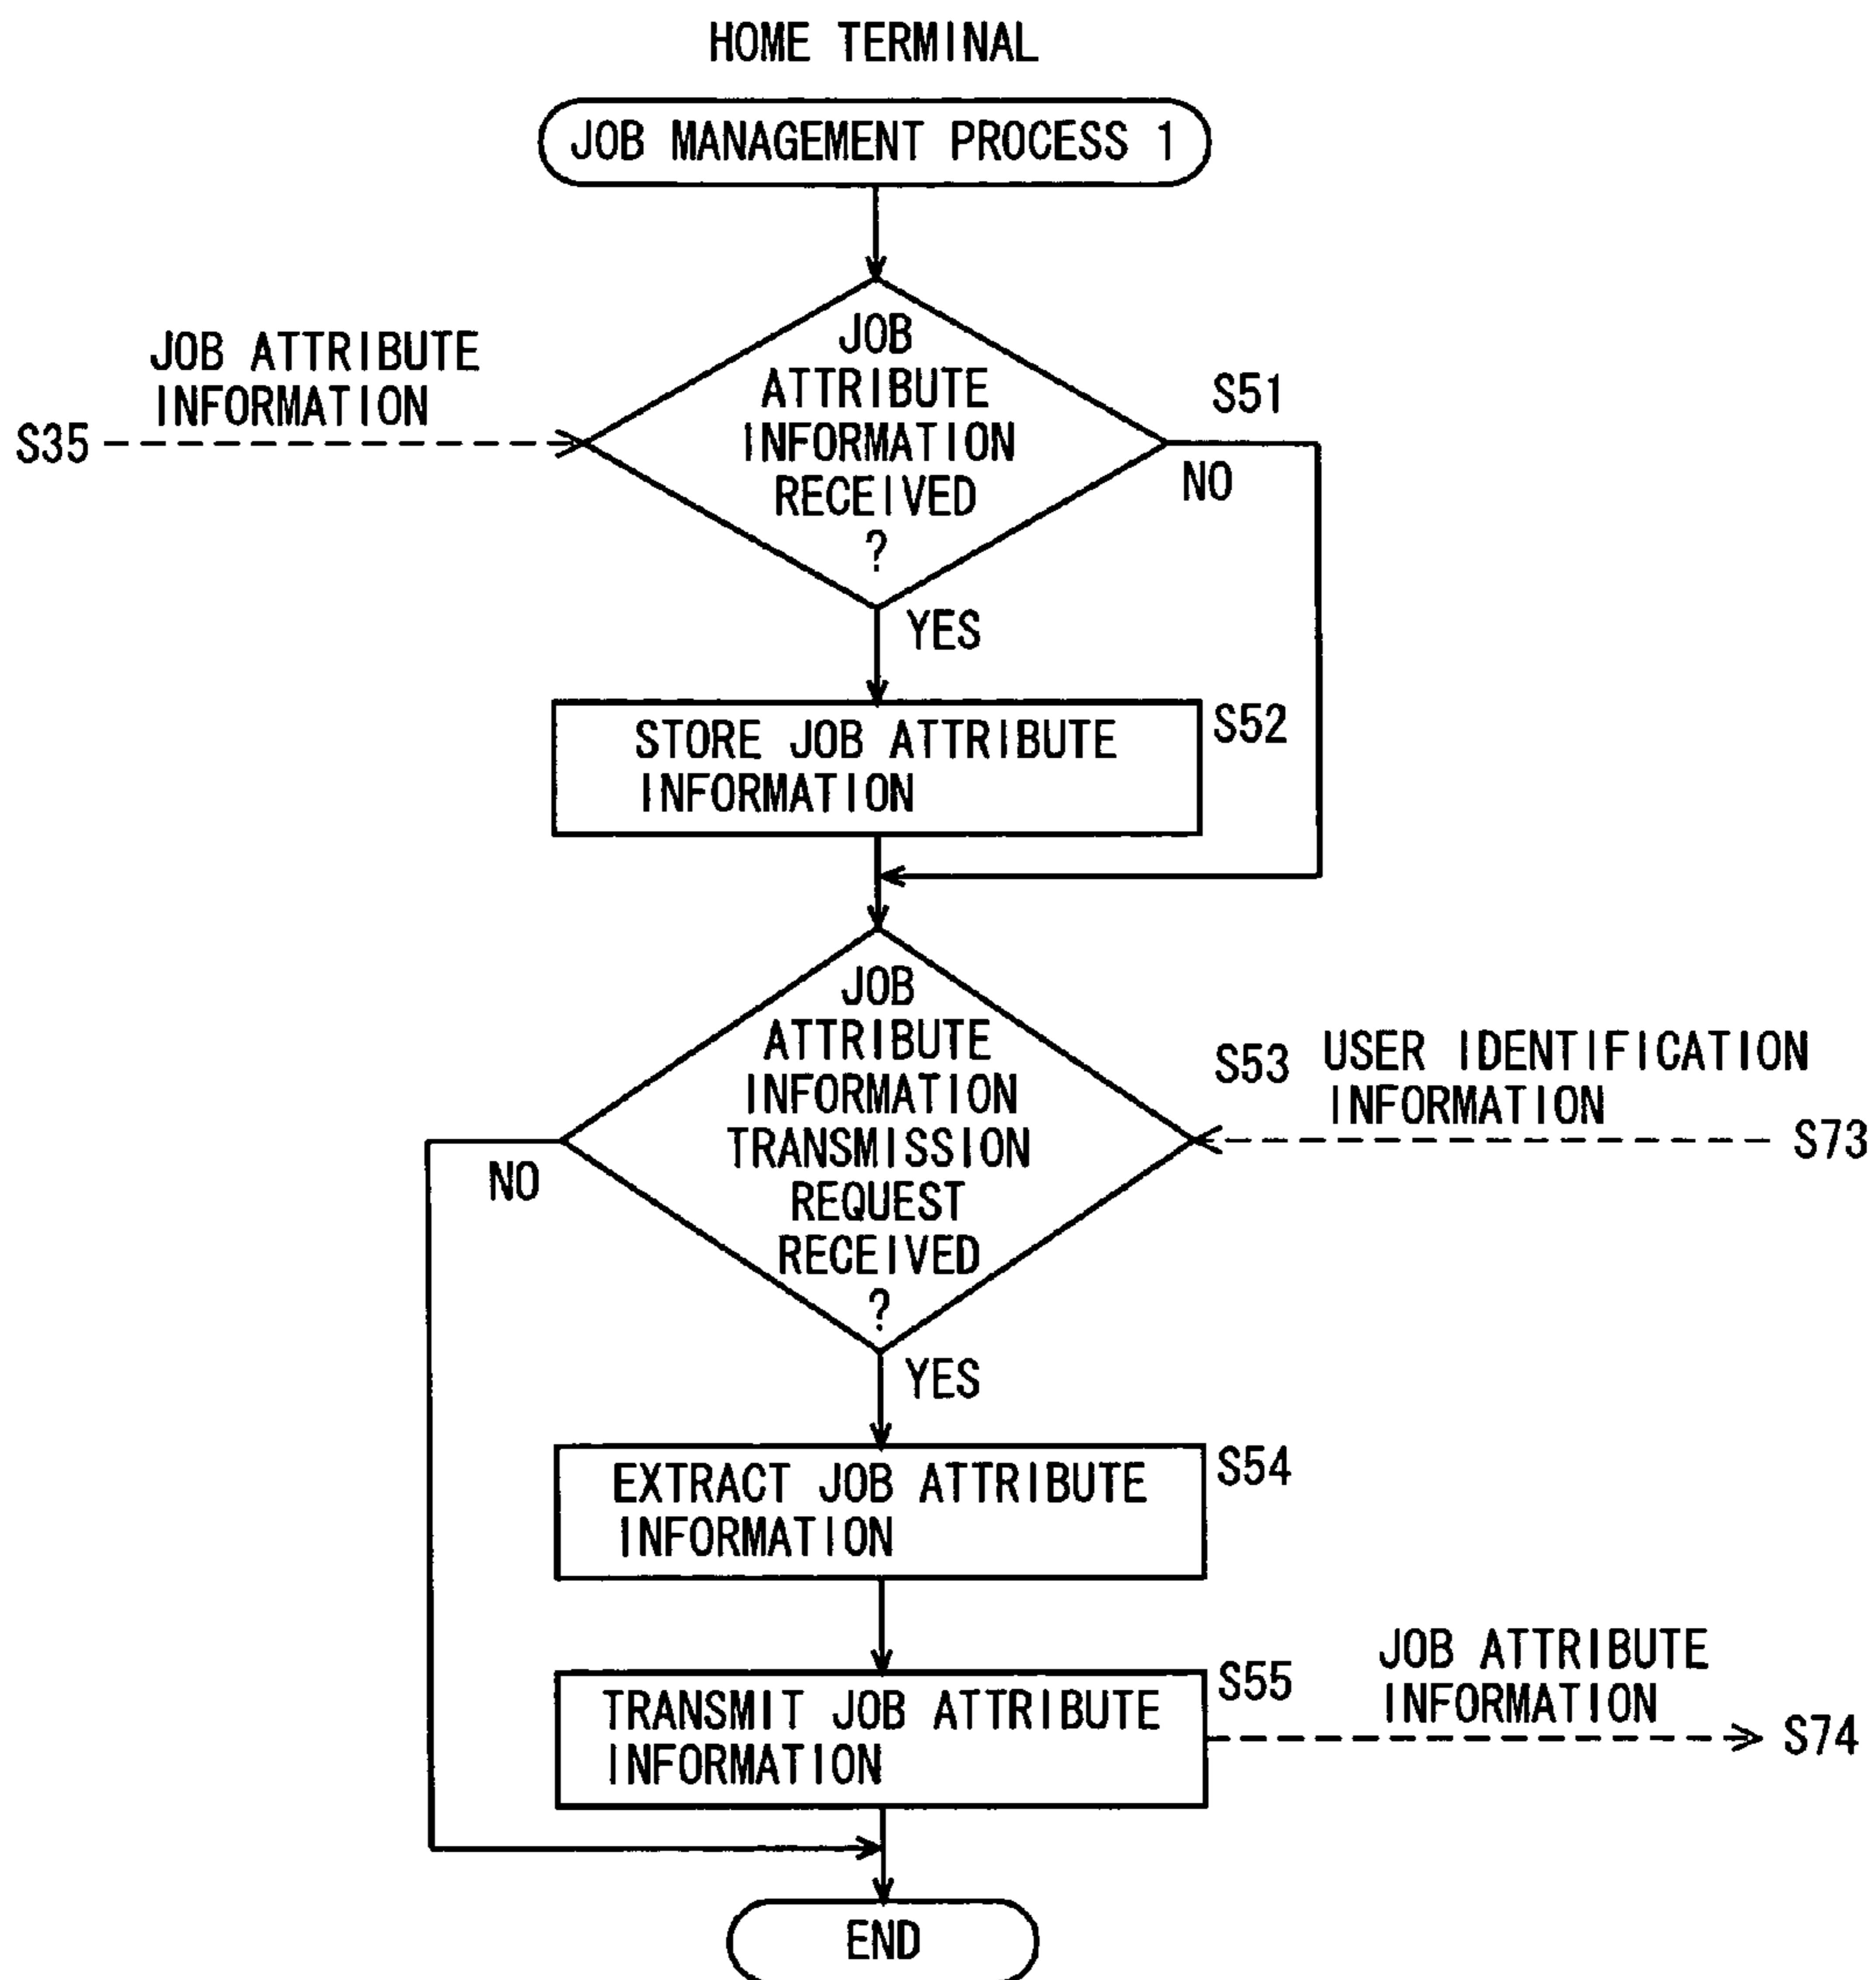 HOME TERMINAL
JOB MANAGEMENT PROCESS 1
JOB
ATTRIBUTE
INFORMATION
RECEIVED
?
JOB ATTRIBUTE
INFORMATION
S35
S51
NO
YES
STORE JOB ATTRIBUTE
INFORMATION
S52
JOB
ATTRIBUTE
INFORMATION
TRANSMISSION
REQUEST
RECEIVED
?
S53
USER IDENTIFICATION
INFORMATION
S73
NO
YES
EXTRACT JOB ATTRIBUTE
INFORMATION
S54
TRANSMIT JOB ATTRIBUTE
INFORMATION
S55
JOB ATTRIBUTE
INFORMATION
S74
END